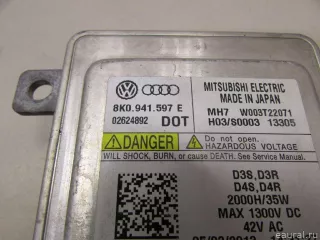 MITSUBISHI ELECTRIC
MADE IN JAPAN
8K0.941.597 E
02624892 DOT
MH7 W003T22071
H03/S0003 13305
DANGER
Do not open.
HAZARDOUS VOLTAGE
Will SHOCK, BURN, or cause DEATH. See Service Manual.
D3S,D3R
D4S,D4R
2000H/35W
MAX 1300V DC
42V AC
eaural.ru